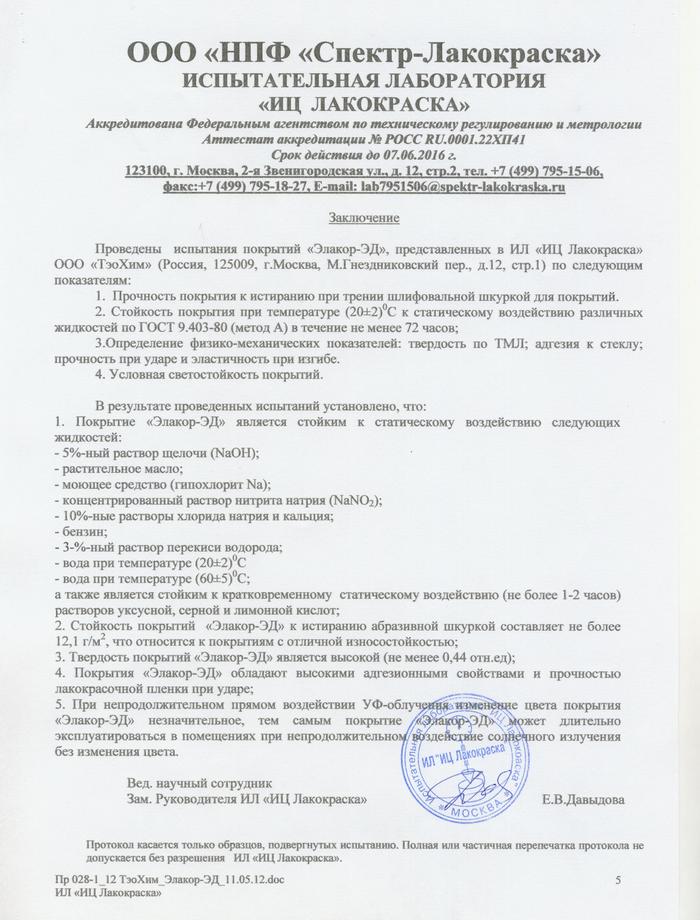 ООО «НПФ «Спектр-Лакокраска»
ИСПЫТАТЕЛЬНАЯ ЛАБОРАТОРИЯ
«ИЦ ЛАКОКРАСКА»
Аккредитована Федеральным агентством по техническому регулированию и метрологии
Аттестат аккредитации № РОСС RU.0001.22ХП41
Срок действия до 07.06.2016 г.
123100, г. Москва, 2-я Звенигородская ул., д. 12, стр.2, тел. +7 (499) 795-15-06,
факс:+7 (499) 795-18-27, E-mail: lab7951506@spektr-lakokraska.ru
Заключение
Проведены испытания покрытий «Элакор-ЭД», представленных в ИЛ «ИЦ Лакокраска»
ООО «ТэоХим» (Россия, 125009, г.Москва, М.Гнездниковский пер., д.12, стр.1) по следующим
показателям:
1. Прочность покрытия к истиранию при трении шлифовальной шкуркой для покрытий.
2. Стойкость покрытия при температуре (20±2)⁰С к статическому воздействию различных
жидкостей по ГОСТ 9.403-80 (метод А) в течение не менее 72 часов;
3.Определение физико-механических показателей: твердость по ТМЛ; адгезия к стеклу;
прочность при ударе и эластичность при изгибе.
4. Условная светостойкость покрытий.
В результате проведенных испытаний установлено, что:
1. Покрытие «Элакор-ЭД» является стойким к статическому воздействию следующих
жидкостей:
- 5%-ный раствор щелочи (NaOH);
- растительное масло;
- моющее средство (гипохлорит Na);
- концентрированный раствор нитрита натрия (NaNO₂);
- 10%-ные растворы хлорида натрия и кальция;
- бензин;
- 3-%-ный раствор перекиси водорода;
- вода при температуре (20±2)⁰С
- вода при температуре (60±5)⁰С;
а также является стойким к кратковременному статическому воздействию (не более 1-2 часов)
растворов уксусной, серной и лимонной кислот;
2. Стойкость покрытий «Элакор-ЭД» к истиранию абразивной шкуркой составляет не более
12,1 г/м², что относится к покрытиям с отличной износостойкостью;
3. Твердость покрытий «Элакор-ЭД» является высокой (не менее 0,44 отн.ед);
4. Покрытия «Элакор-ЭД» обладают высокими адгезионными свойствами и прочностью
лакокрасочной пленки при ударе;
5. При непродолжительном прямом воздействии УФ-облучения изменение цвета покрытия
«Элакор-ЭД» незначительное, тем самым покрытие «Элакор-ЭД» может длительно
эксплуатироваться в помещениях при непродолжительном воздействие солнечного излучения
без изменения цвета.
Испытательная лаборатория "ИЦ Лакокраска"
ИЛ "ИЦ Лакокраска"
МОСКВА
Вед. научный сотрудник
Зам. Руководителя ИЛ «ИЦ Лакокраска» Е.В.Давыдова
Протокол касается только образцов, подвергнутых испытанию. Полная или частичная перепечатка протокола не
допускается без разрешения ИЛ «ИЦ Лакокраска».
Пр 028-1_12 ТэоХим_Элакор-ЭД_11.05.12.doc 5
ИЛ «ИЦ Лакокраска»